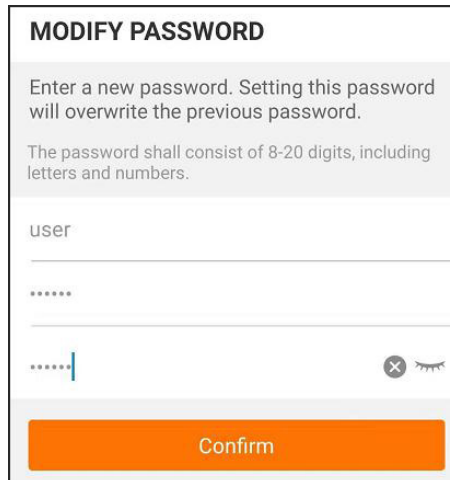 MODIFY PASSWORD
Enter a new password. Setting this password
will overwrite the previous password.
The password shall consist of 8-20 digits, including
letters and numbers.
user
••••••
••••••
Confirm